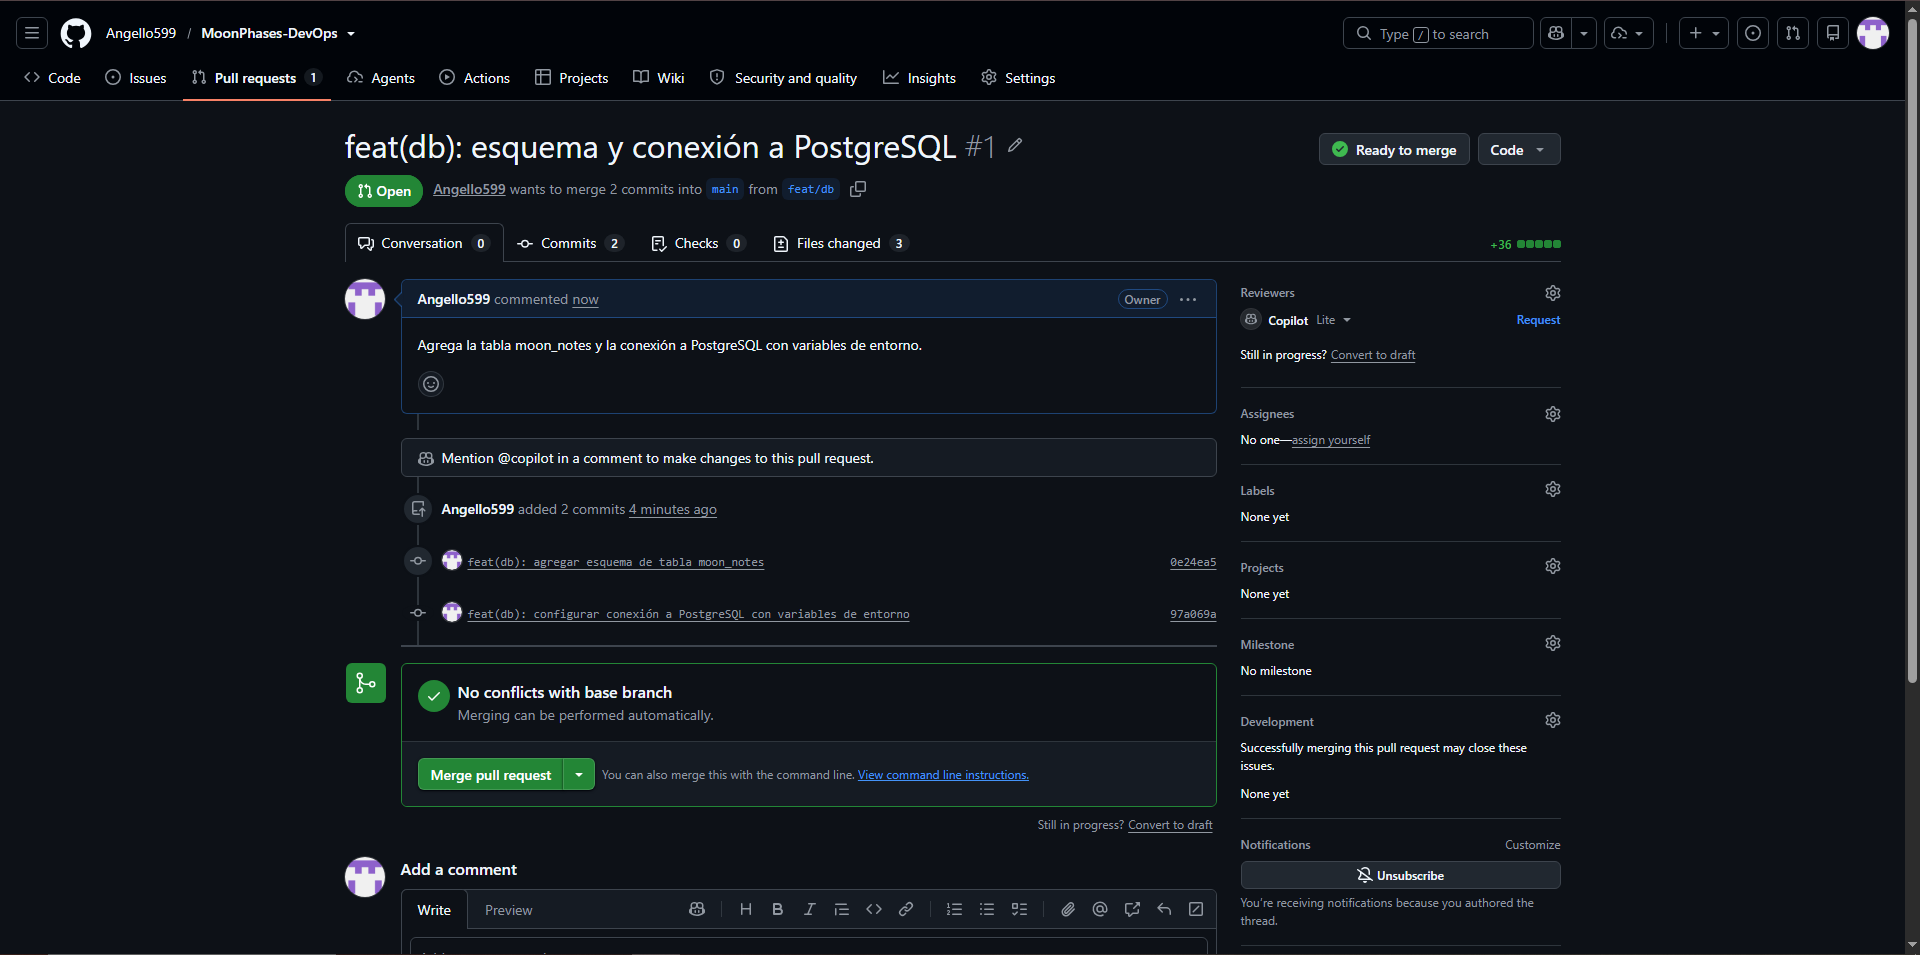 Angello599 / MoonPhases-DevOps
Type / to search
Code
Issues
Pull requests 1
Agents
Actions
Projects
Wiki
Security and quality
Insights
Settings
feat(db): esquema y conexión a PostgreSQL #1
Ready to merge
Code
Open
Angello599 wants to merge 2 commits into main from feat/db
Conversation 0
Commits 2
Checks 0
Files changed 3
+36
Angello599 commented now
Owner
Agrega la tabla moon_notes y la conexión a PostgreSQL con variables de entorno.
Mention @copilot in a comment to make changes to this pull request.
Angello599 added 2 commits 4 minutes ago
feat(db): agregar esquema de tabla moon_notes
0e24ea5
feat(db): configurar conexión a PostgreSQL con variables de entorno
97a069a
No conflicts with base branch
Merging can be performed automatically.
Merge pull request
You can also merge this with the command line. View command line instructions.
Still in progress? Convert to draft
Add a comment
Write
Preview
Reviewers
Copilot Lite
Request
Still in progress? Convert to draft
Assignees
No one—assign yourself
Labels
None yet
Projects
None yet
Milestone
No milestone
Development
Successfully merging this pull request may close these
issues.
None yet
Notifications
Customize
Unsubscribe
You're receiving notifications because you authored the
thread.